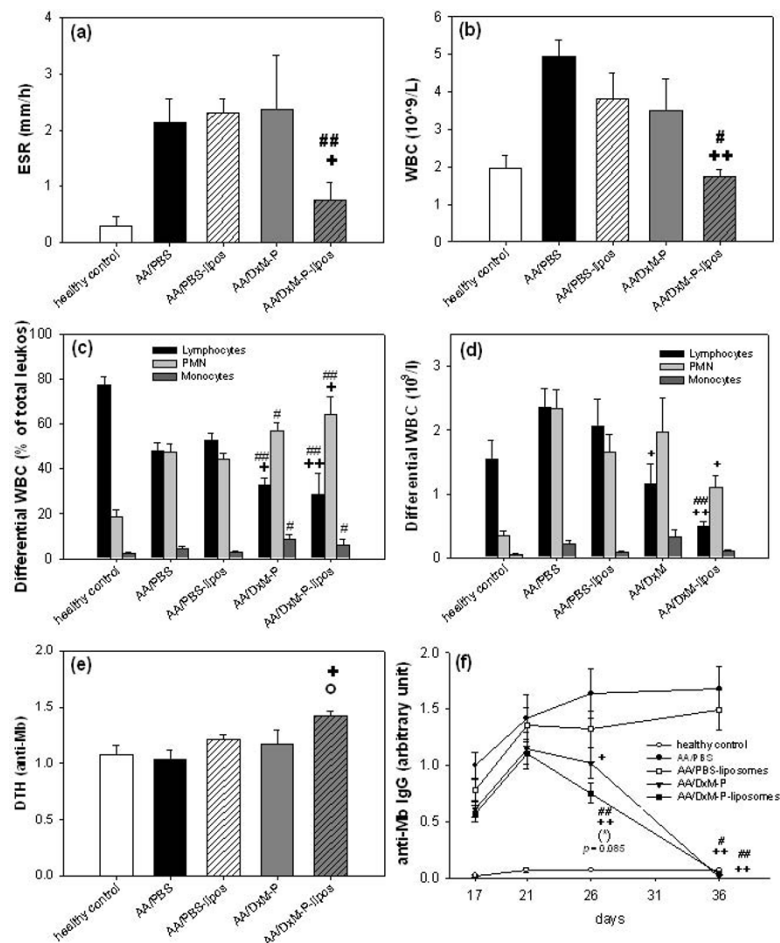 (a)
ESR (mm/h)
3
2
1
0
##
+
healthy control
AA/PBS
AA/PBS-lipos
AA/DxM-P
AA/DxM-P-lipos
(b)
WBC (10^9/L)
6
5
4
3
2
1
0
#
++
healthy control
AA/PBS
AA/PBS-lipos
AA/DxM-P
AA/DxM-P-lipos
(c)
Differential WBC (% of total leukos)
100
80
60
40
20
0
Lymphocytes
PMN
Monocytes
##
+
#
#
##
++
##
+
#
healthy control
AA/PBS
AA/PBS-lipos
AA/DxM-P
AA/DxM-P-lipos
(d)
Differential WBC (10^9/l)
3
2
1
0
Lymphocytes
PMN
Monocytes
+
##
++
+
healthy control
AA/PBS
AA/PBS-lipos
AA/DxM
AA/DxM-lipos
(e)
DTH (anti-Mb)
2.0
1.5
1.0
0.5
0.0
+
o
healthy control
AA/PBS
AA/PBS-lipos
AA/DxM-P
AA/DxM-P-lipos
(f)
anti-Mb IgG (arbitrary unit)
2.0
1.5
1.0
0.5
0.0
healthy control
AA/PBS
AA/PBS-liposomes
AA/DxM-P
AA/DxM-P-liposomes
+
##
++
(*)
p = 0.085
#
++
##
++
17 21 26 31 36
days